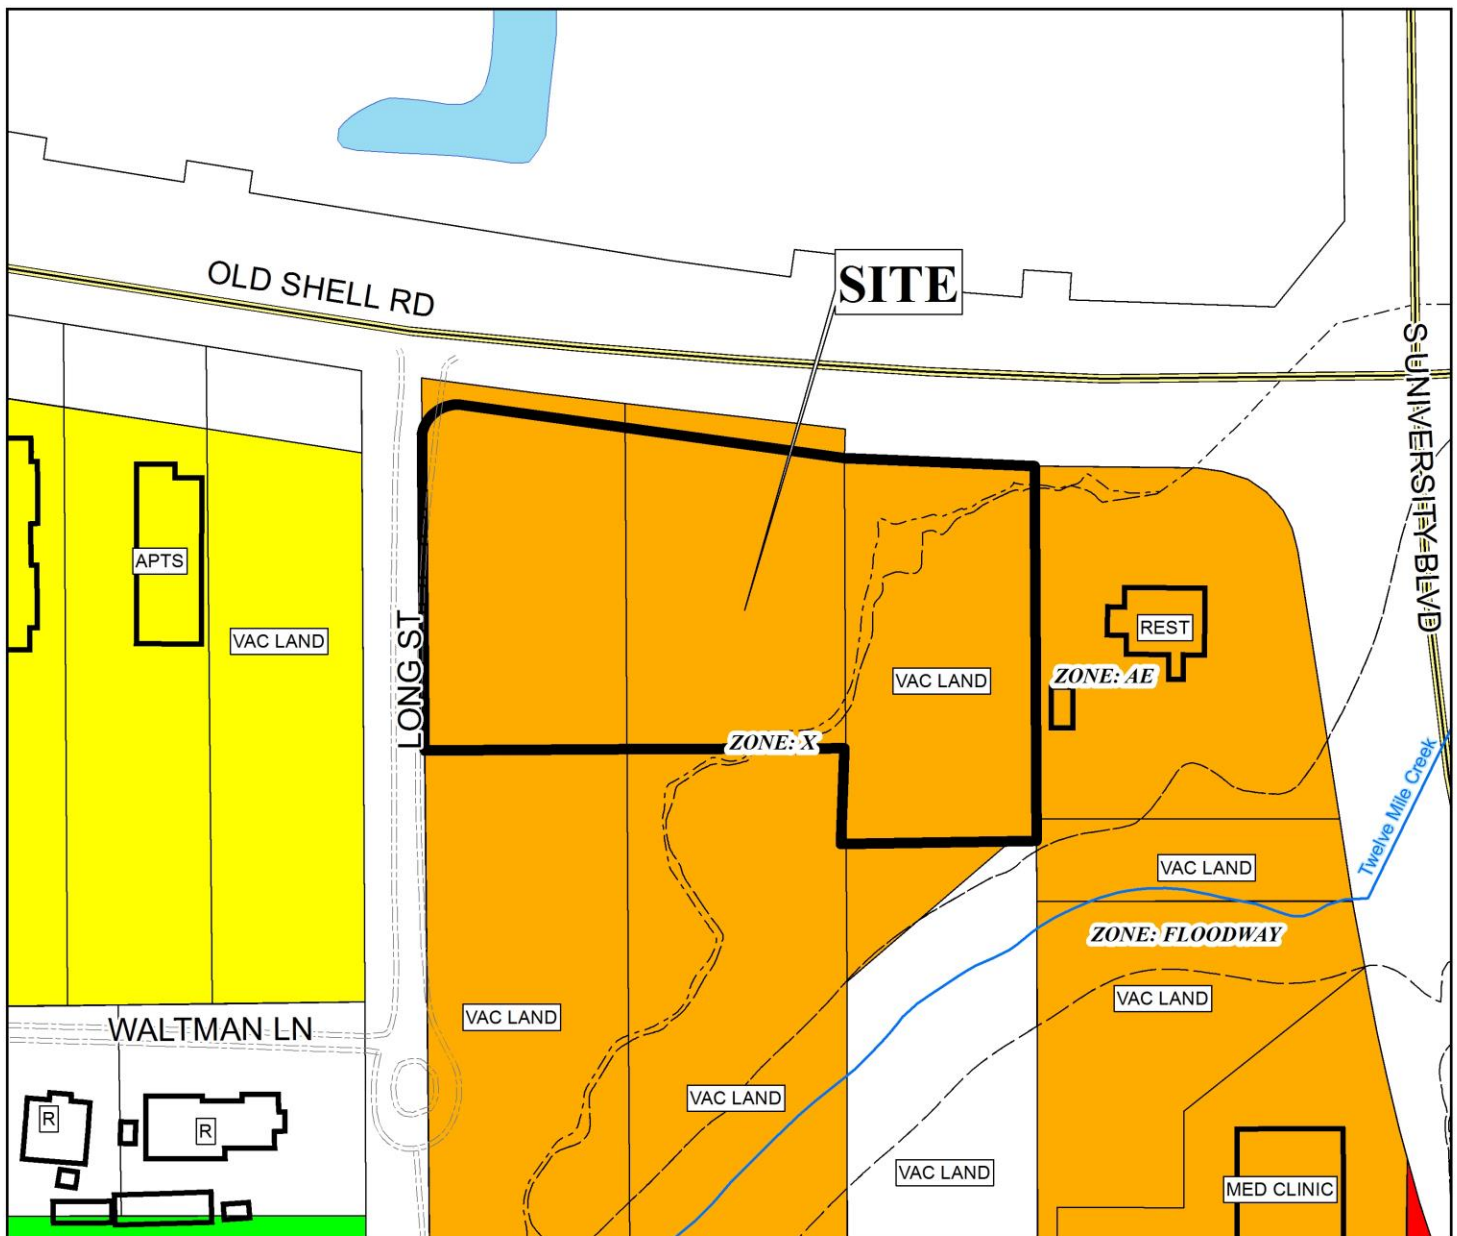 OLD SHELL RD
SITE
S UNIVERSITY BLVD
APTS
VAC LAND
LONG ST
REST
VAC LAND
ZONE: AE
ZONE: X
Twelve Mile Creek
VAC LAND
ZONE: FLOODWAY
VAC LAND
VAC LAND
WALTMAN LN
VAC LAND
R
R
VAC LAND
MED CLINIC